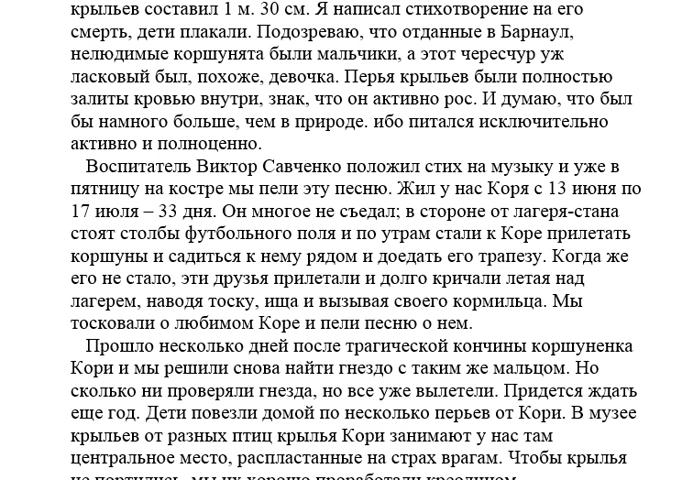 крыльев составил 1 м. 30 см. Я написал стихотворение на его
смерть, дети плакали. Подозреваю, что отданные в Барнаул,
нелюдимые коршунята были мальчики, а этот чересчур уж
ласковый был, похоже, девочка. Перья крыльев были полностью
залиты кровью внутри, знак, что он активно рос. И думаю, что был
бы намного больше, чем в природе. ибо питался исключительно
активно и полноценно.
Воспитатель Виктор Савченко положил стих на музыку и уже в
пятницу на костре мы пели эту песню. Жил у нас Коря с 13 июня по
17 июля – 33 дня. Он многое не съедал; в стороне от лагеря-стана
стоят столбы футбольного поля и по утрам стали к Коре прилетать
коршуны и садиться к нему рядом и доедать его трапезу. Когда же
его не стало, эти друзья прилетали и долго кричали летая над
лагерем, наводя тоску, ища и вызывая своего кормильца. Мы
тосковали о любимом Коре и пели песню о нем.
Прошло несколько дней после трагической кончины коршуненка
Кори и мы решили снова найти гнездо с таким же мальцом. Но
сколько ни проверяли гнезда, но все уже вылетели. Придется ждать
еще год. Дети повезли домой по несколько перьев от Кори. В музее
крыльев от разных птиц крылья Кори занимают у нас там
центральное место, распластанные на страх врагам. Чтобы крылья
не портились, мы их хорошо проработали креолином